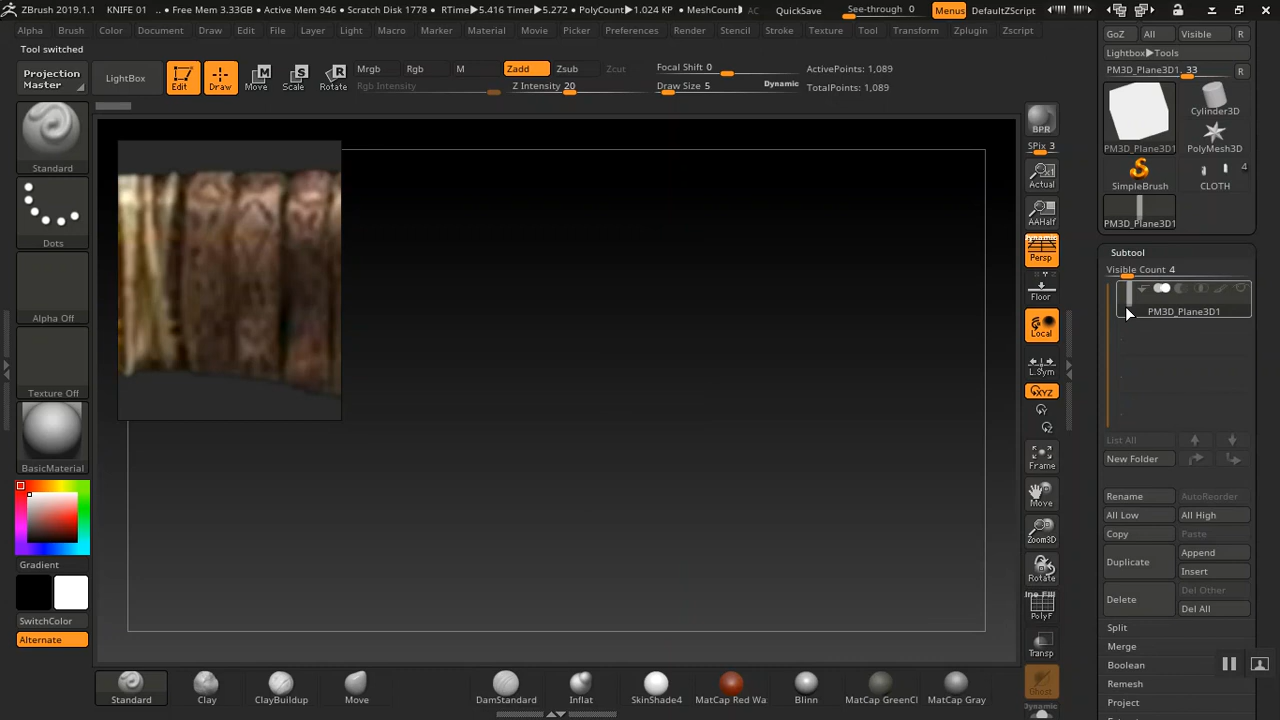 ZBrush 2019.1.1 KNIFE 01 • Free Mem 3.33GB • Active Mem 946 • Scratch Disk 1778 • RTime▶5.416 Timer▶5.272 • PolyCount▶1.024 KP • MeshCount▶ QuickSave See-through 0 Menus DefaultZScript
Alpha Brush Color Document Draw Edit File Layer Light Macro Marker Material Movie Picker Preferences Render Stencil Stroke Texture Tool Transform Zplugin Zscript
Tool switched
Projection Master
LightBox
Edit
Draw
Move
Scale
Rotate
Mrgb Rgb M
Rgb Intensity
Zadd Zsub Zcut
Z Intensity 20
Focal Shift 0
Draw Size 5
Dynamic
ActivePoints: 1,089
TotalPoints: 1,089
Standard
Dots
Alpha Off
Texture Off
BasicMaterial
Gradient
SwitchColor
Alternate
BPR
SPix 3
Actual
AAHalf
Dynamic
Persp
Floor
Local
L.Sym
XYZ
Y
Z
Frame
Move
Zoom3D
Rotate
PolyF
Transp
Ghost
Dynamic
GoZ All Visible R
Lightbox▶Tools
PM3D_Plane3D1. 33 R
PM3D_Plane3D1
Cylinder3D
PolyMesh3D
SimpleBrush
4
CLOTH
PM3D_Plane3D1
Subtool
Visible Count 4
PM3D_Plane3D1
List All
New Folder
Rename AutoReorder
All Low All High
Copy Paste
Duplicate Append
Insert
Delete Del Other
Del All
Split
Merge
Boolean
Remesh
Project
Standard Clay ClayBuildup Move DamStandard Inflat SkinShade4 MatCap Red Wa Blinn MatCap GreenCl MatCap Gray